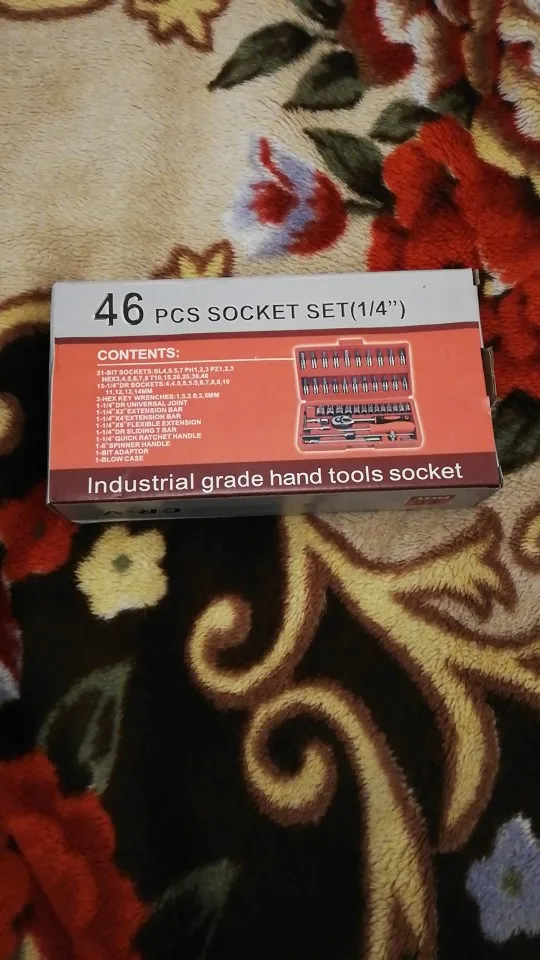 46 PCS SOCKET SET(1/4")
CONTENTS:
21-BIT SOCKETS:SL4,5.5,7 PH1,2,3 PZ1,2,3
HEX3,4,5,6,7,8 T10,15,20,25,30,40
13-1/4"DR SOCKETS:4,4.5,5,5.5,6,7,8,9,10
11,12,13,14MM
3-HEX KEY WRENCHES:1.5,2.0,2.5MM
1-1/4"DR UNIVERSAL JOINT
1-1/4"X2"EXTENSION BAR
1-1/4"X4"EXTENSION BAR
1-1/4"X6"FLEXIBLE EXTENSION
1-1/4"DR SLIDING T BAR
1-1/4"QUICK RATCHET HANDLE
1-6"SPINNER HANDLE
1-BIT ADAPTOR
1-BLOW CASE
Industrial grade hand tools socket
CR-V